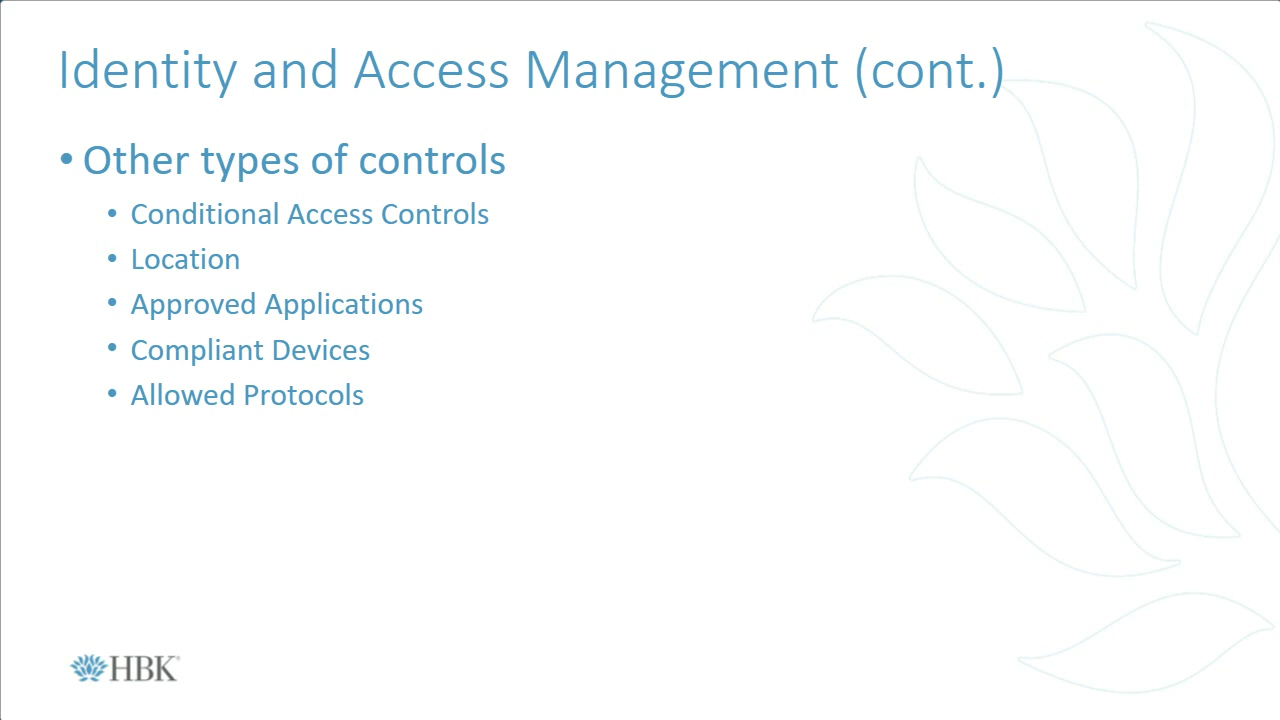 Identity and Access Management (cont.)
• Other types of controls
• Conditional Access Controls
• Location
• Approved Applications
• Compliant Devices
• Allowed Protocols
HBK